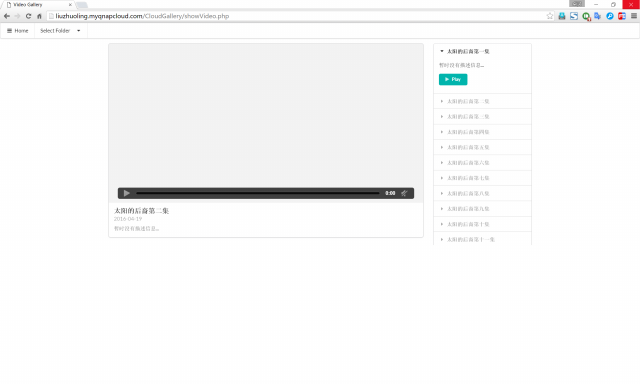 Video Gallery
liuzhuoling.myqnapcloud.com/CloudGallery/showVideo.php
Home
Select Folder
0:00
太阳的后裔第二集
2016-04-19
暂时没有描述信息...
太阳的后裔第一集
暂时没有描述信息...
Play
太阳的后裔第二集
太阳的后裔第三集
太阳的后裔第四集
太阳的后裔第五集
太阳的后裔第六集
太阳的后裔第七集
太阳的后裔第八集
太阳的后裔第九集
太阳的后裔第十集
太阳的后裔第十一集